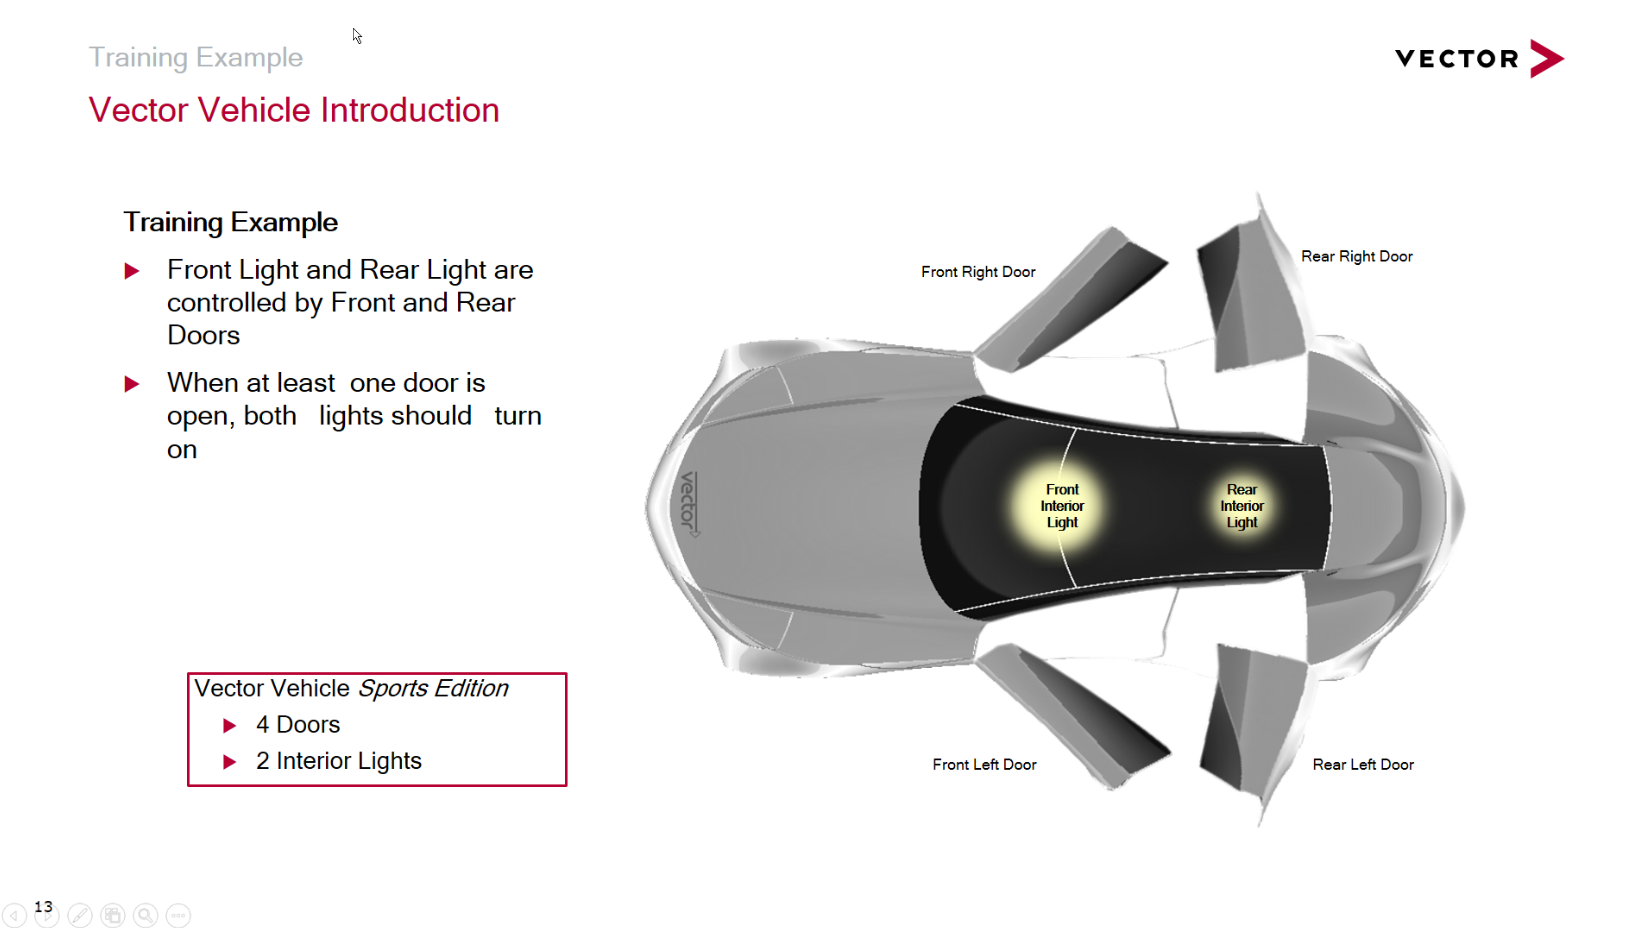 Training Example
VECTOR
Vector Vehicle Introduction
Training Example
Front Light and Rear Light are
controlled by Front and Rear
Doors
When at least one door is
open, both lights should turn
on
Vector Vehicle Sports Edition
4 Doors
2 Interior Lights
Front Right Door
Rear Right Door
vector
Front
Interior
Light
Rear
Interior
Light
Front Left Door
Rear Left Door
13